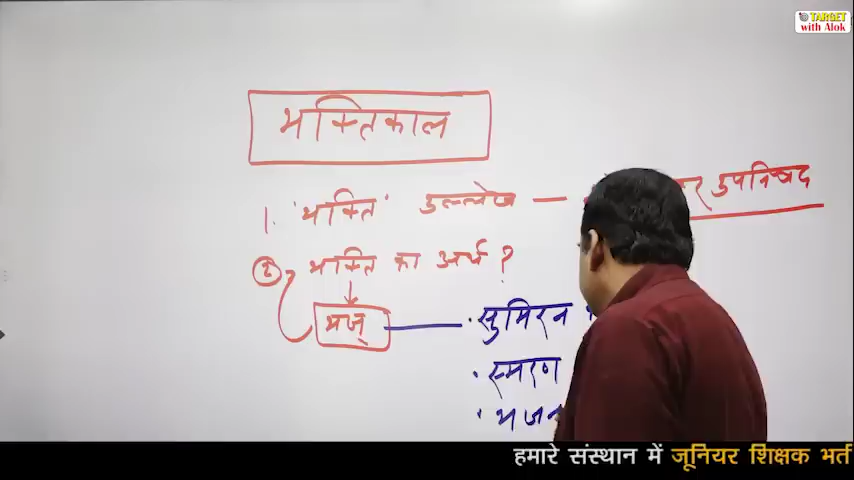 TARGET
with Alok
भक्तिकाल
1. 'भक्ति' उल्लेख — उपनिषद
② भक्ति का अर्थ ?
भज्
· सुमिरन
· स्मरण
· भजन
हमारे संस्थान में जूनियर शिक्षक भर्त